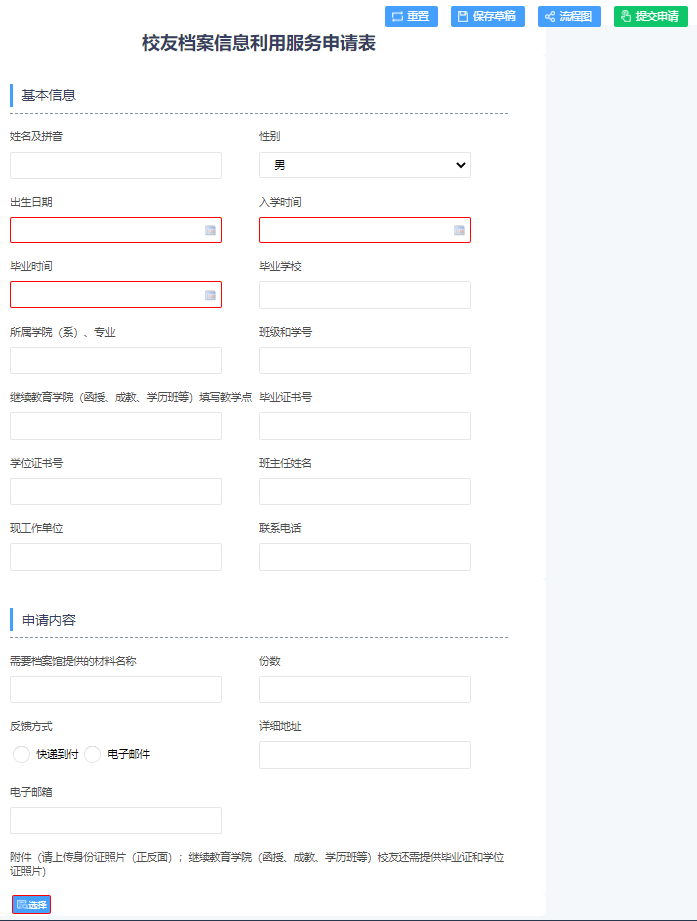 重置 保存草稿 流程图 提交申请
校友档案信息利用服务申请表
基本信息
姓名及拼音 性别
男
出生日期 入学时间
毕业时间 毕业学校
所属学院（系）、专业 班级和学号
继续教育学院（函授、成教、学历班等）填写教学点 毕业证书号
学位证书号 班主任姓名
现工作单位 联系电话
申请内容
需要档案馆提供的材料名称 份数
反馈方式 详细地址
快递到付 电子邮件
电子邮箱
附件（请上传身份证照片（正反面）；继续教育学院（函授、成教、学历班等）校友还需提供毕业证和学位
证照片）
选择